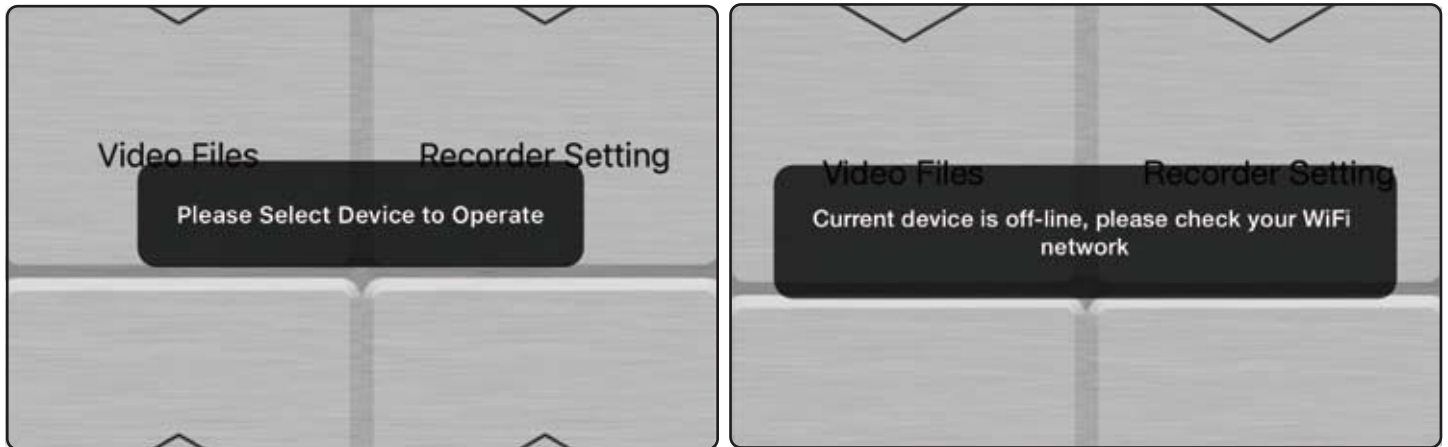 Video Files
Recorder Setting
Please Select Device to Operate
Video Files
Recorder Setting
Current device is off-line, please check your WiFi
network